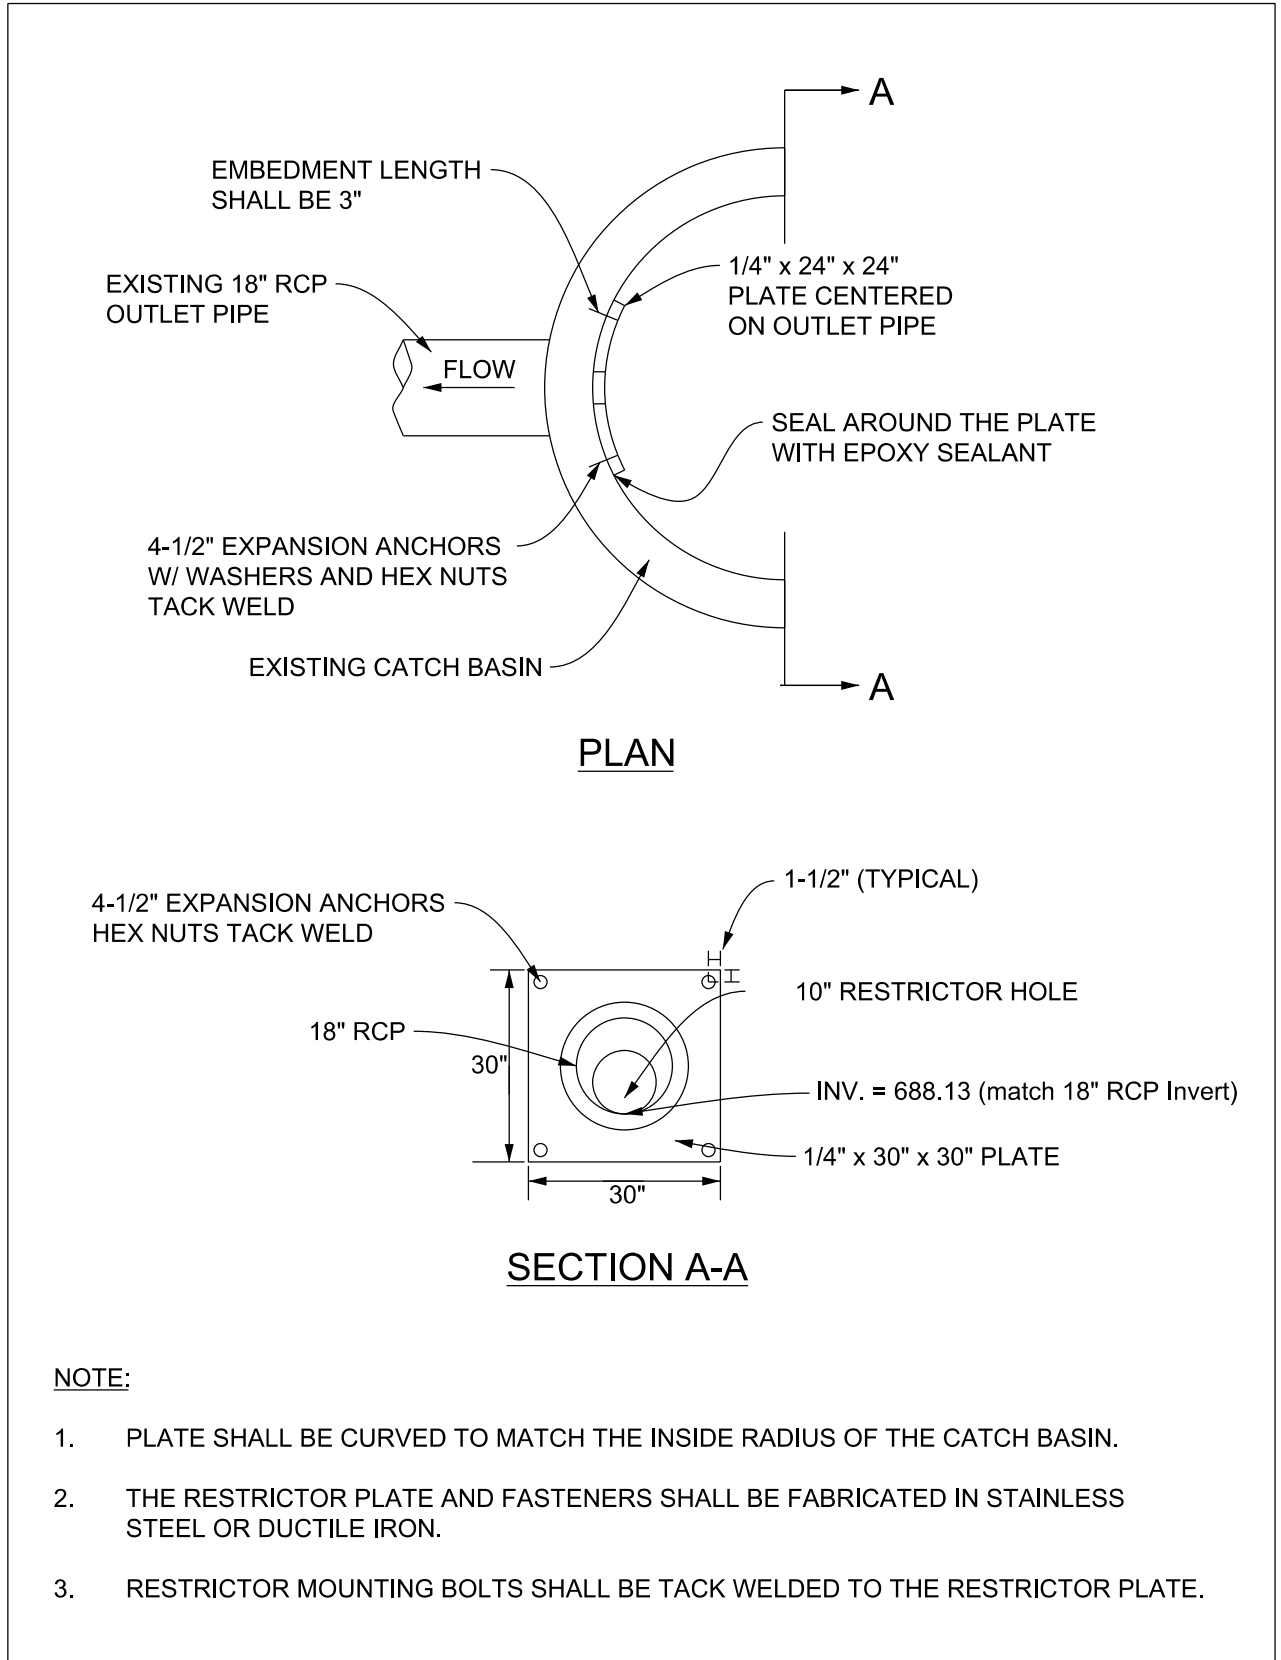 A
EMBEDMENT LENGTH
SHALL BE 3"
1/4" x 24" x 24"
PLATE CENTERED
ON OUTLET PIPE
EXISTING 18" RCP
OUTLET PIPE
FLOW
SEAL AROUND THE PLATE
WITH EPOXY SEALANT
4-1/2" EXPANSION ANCHORS
W/ WASHERS AND HEX NUTS
TACK WELD
EXISTING CATCH BASIN
A
PLAN
1-1/2" (TYPICAL)
4-1/2" EXPANSION ANCHORS
HEX NUTS TACK WELD
10" RESTRICTOR HOLE
18" RCP
30"
INV. = 688.13 (match 18" RCP Invert)
1/4" x 30" x 30" PLATE
30"
SECTION A-A
NOTE:
1. PLATE SHALL BE CURVED TO MATCH THE INSIDE RADIUS OF THE CATCH BASIN.
2. THE RESTRICTOR PLATE AND FASTENERS SHALL BE FABRICATED IN STAINLESS
STEEL OR DUCTILE IRON.
3. RESTRICTOR MOUNTING BOLTS SHALL BE TACK WELDED TO THE RESTRICTOR PLATE.